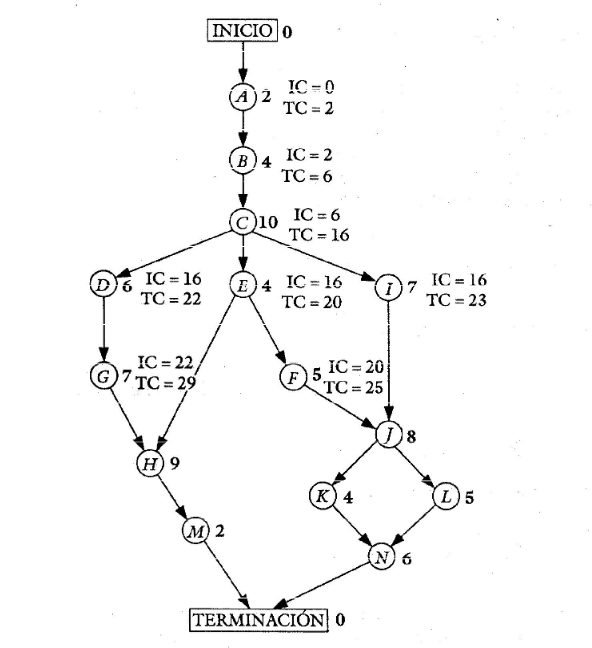 INICIO 0
A 2 IC = 0
TC = 2
B 4 IC = 2
TC = 6
C 10 IC = 6
TC = 16
D 6 IC = 16
TC = 22
E 4 IC = 16
TC = 20
I 7 IC = 16
TC = 23
G 7 IC = 22
TC = 29
F 5 IC = 20
TC = 25
J 8
H 9
K 4
L 5
M 2
N 6
TERMINACIÓN 0